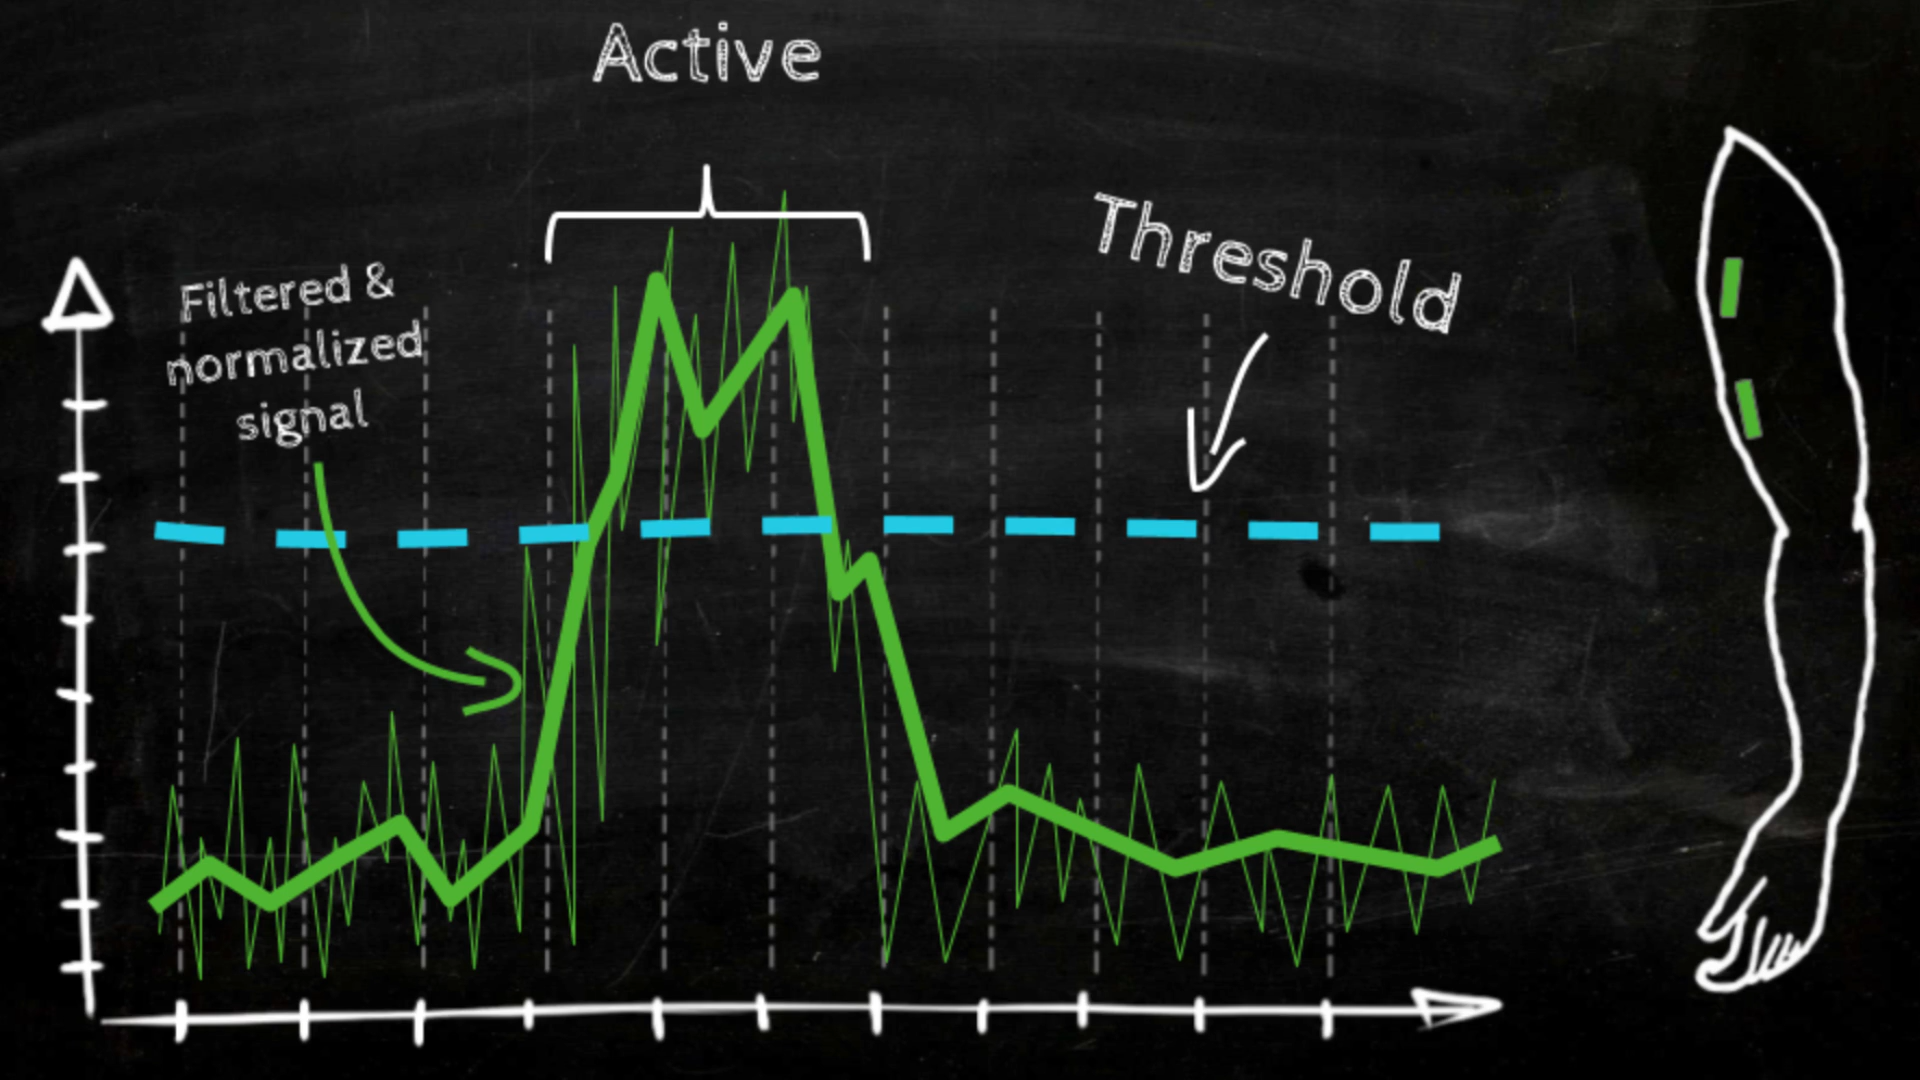 Active
Filtered &
normalized
signal
Threshold